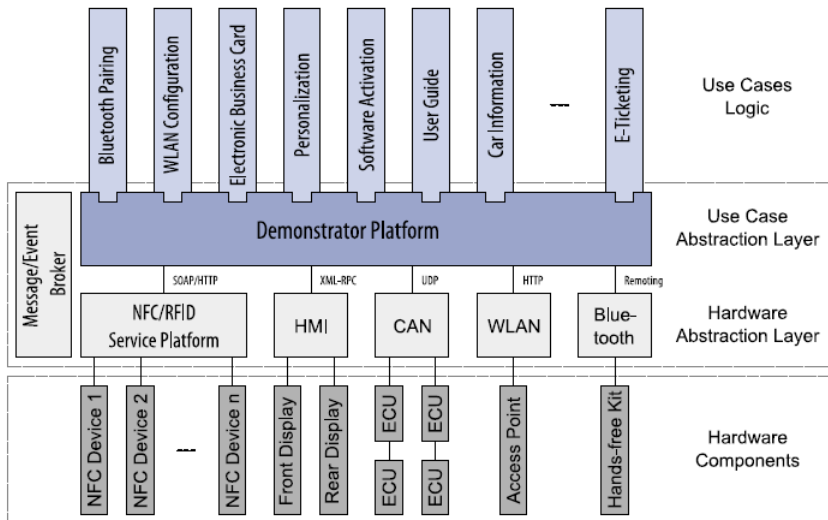 Bluetooth Pairing
WLAN Configuration
Electronic Business Card
Personalization
Software Activation
User Guide
Car Information
---
E-Ticketing
Use Cases
Logic
Message/Event
Broker
Demonstrator Platform
Use Case
Abstraction Layer
SOAP/HTTP
XML-RPC
UDP
HTTP
Remoting
NFC/RFID
Service Platform
HMI
CAN
WLAN
Blue-
tooth
Hardware
Abstraction Layer
NFC Device 1
NFC Device 2
---
NFC Device n
Front Display
Rear Display
ECU
ECU
ECU
ECU
Access Point
Hands-free Kit
Hardware
Components